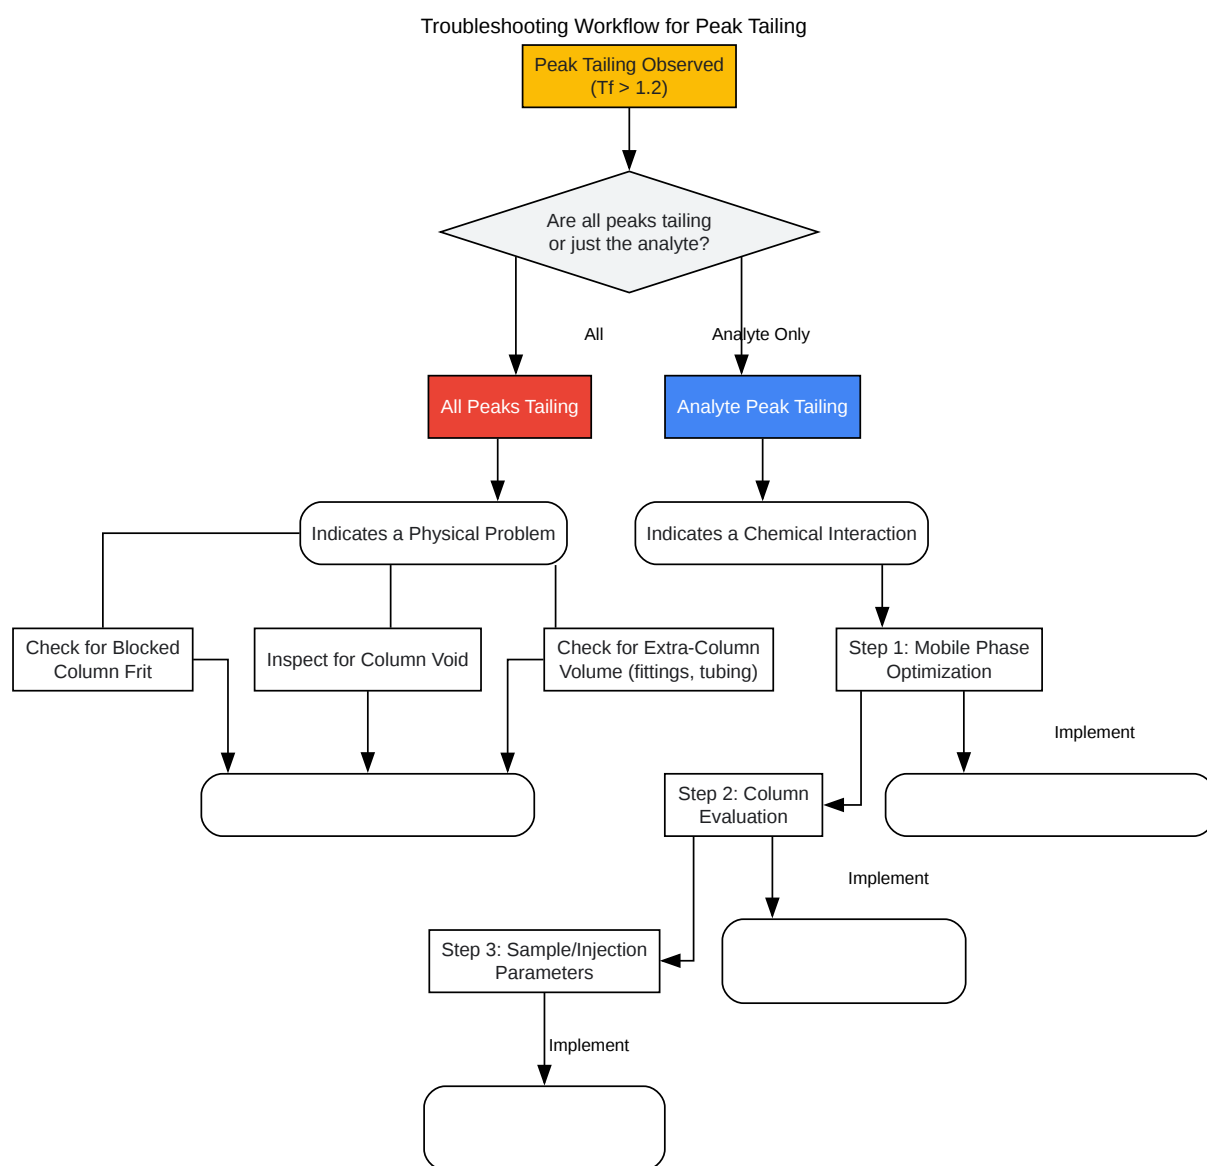 Troubleshooting Workflow for Peak Tailing
Peak Tailing Observed
(Tf > 1.2)
Are all peaks tailing
or just the analyte?
All
Analyte Only
All Peaks Tailing
Analyte Peak Tailing
Indicates a Physical Problem
Indicates a Chemical Interaction
Check for Blocked
Column Frit
Inspect for Column Void
Check for Extra-Column
Volume (fittings, tubing)
Step 1: Mobile Phase
Optimization
Implement
Step 2: Column
Evaluation
Implement
Step 3: Sample/Injection
Parameters
Implement